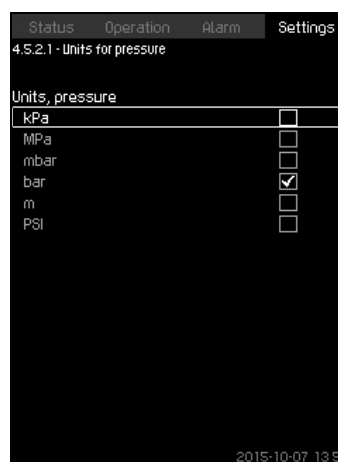 Status Operation Alarm Settings
4.5.2.1 - Units for pressure
Units, pressure
kPa
MPa
mbar
bar
m
PSI
2015-10-07 13:5